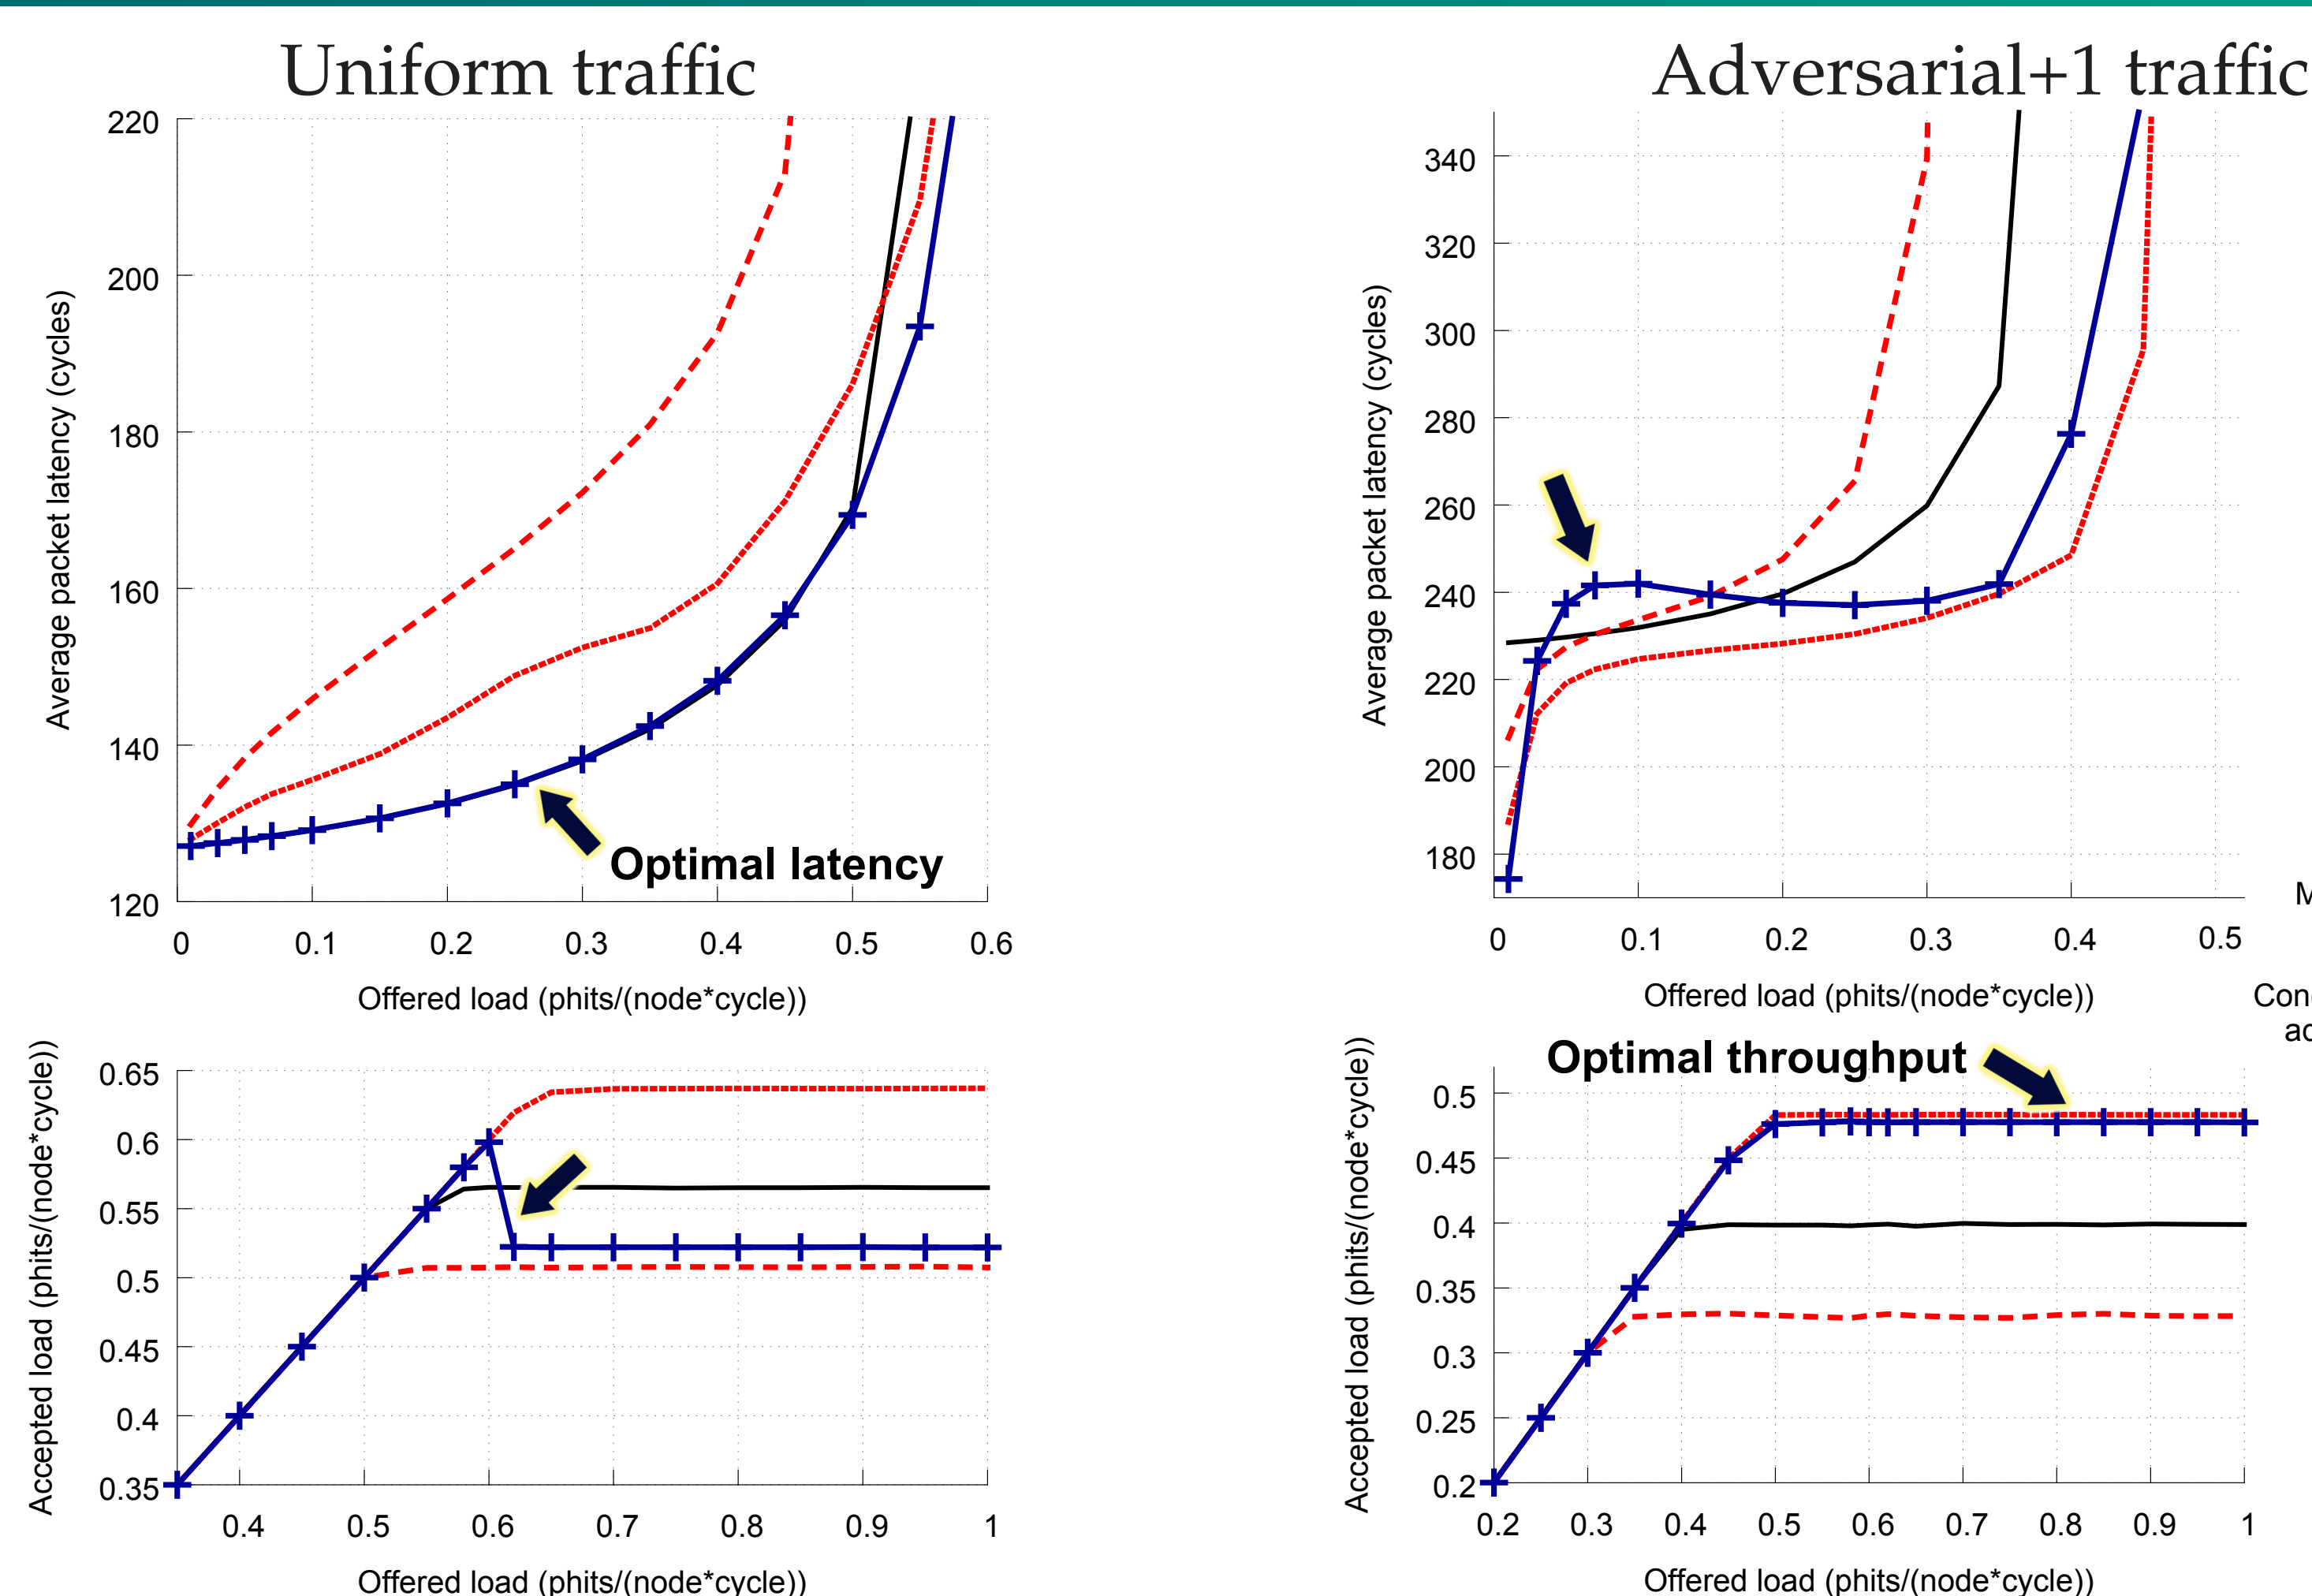 Uniform traffic
220
200
180
160
140
120
Average packet latency (cycles)
Optimal latency
0 0.1 0.2 0.3 0.4 0.5 0.6
Offered load (phits/(node*cycle))
0.65
0.6
0.55
0.5
0.45
0.4
0.35
Accepted load (phits/(node*cycle))
0.4 0.5 0.6 0.7 0.8 0.9 1
Offered load (phits/(node*cycle))
Adversarial+1 traffic
340
320
300
280
260
240
220
200
180
Average packet latency (cycles)
0 0.1 0.2 0.3 0.4 0.5
Offered load (phits/(node*cycle))
Optimal throughput
0.5
0.45
0.4
0.35
0.3
0.25
0.2
Accepted load (phits/(node*cycle))
0.2 0.3 0.4 0.5 0.6 0.7 0.8 0.9 1
Offered load (phits/(node*cycle))